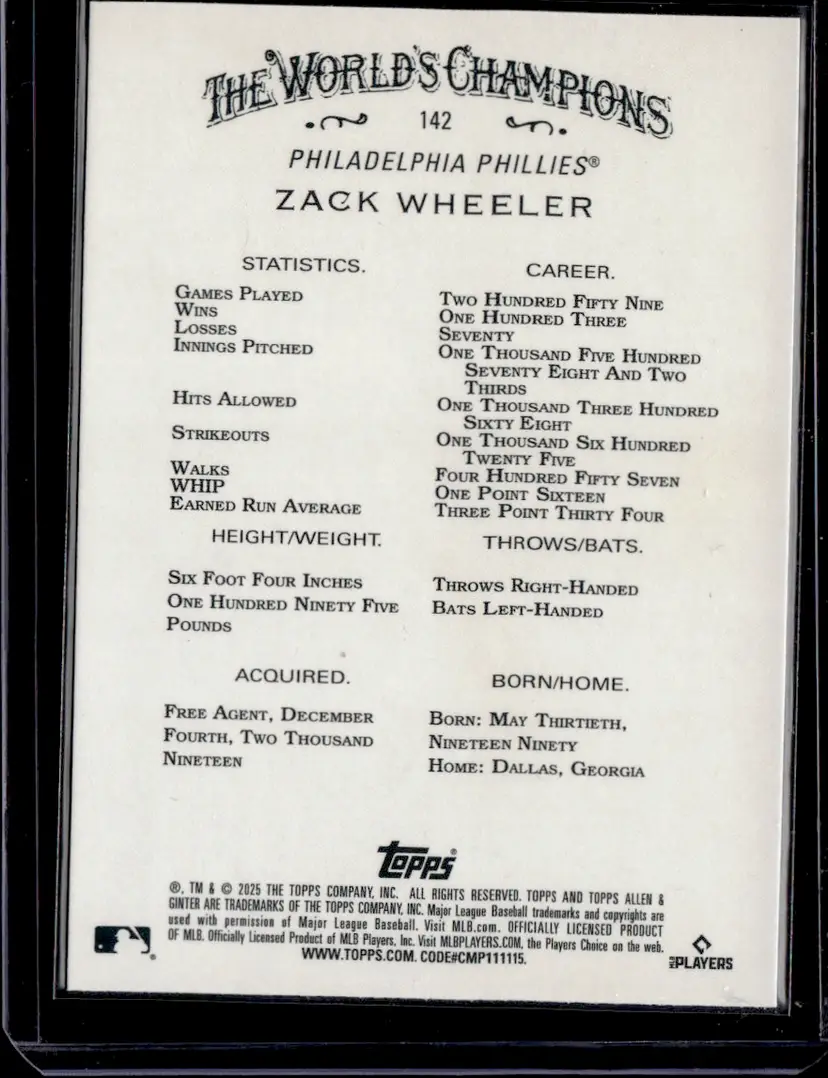 THE WORLD'S CHAMPIONS
142
PHILADELPHIA PHILLIES®
ZACK WHEELER
STATISTICS.
CAREER.
GAMES PLAYED
TWO HUNDRED FIFTY NINE
WINS
ONE HUNDRED THREE
LOSSES
SEVENTY
INNINGS PITCHED
ONE THOUSAND FIVE HUNDRED
SEVENTY EIGHT AND TWO
THIRDS
HITS ALLOWED
ONE THOUSAND THREE HUNDRED
SIXTY EIGHT
STRIKEOUTS
ONE THOUSAND SIX HUNDRED
TWENTY FIVE
WALKS
FOUR HUNDRED FIFTY SEVEN
WHIP
ONE POINT SIXTEEN
EARNED RUN AVERAGE
THREE POINT THIRTY FOUR
HEIGHT/WEIGHT.
SIX FOOT FOUR INCHES
ONE HUNDRED NINETY FIVE
POUNDS
THROWS/BATS.
THROWS RIGHT-HANDED
BATS LEFT-HANDED
ACQUIRED.
FREE AGENT, DECEMBER
FOURTH, TWO THOUSAND
NINETEEN
BORN/HOME.
BORN: MAY THIRTIETH,
NINETEEN NINETY
HOME: DALLAS, GEORGIA
topps®
®, TM & © 2025 THE TOPPS COMPANY, INC. ALL RIGHTS RESERVED. TOPPS AND TOPPS ALLEN &
GINTER ARE TRADEMARKS OF THE TOPPS COMPANY, INC. Major League Baseball trademarks and copyrights are
used with permission of Major League Baseball. Visit MLB.com. OFFICIALLY LICENSED PRODUCT
OF MLB. Officially Licensed Product of MLB Players, Inc. Visit MLBPLAYERS.COM, the Players Choice on the web.
WWW.TOPPS.COM. CODE#CMP111115.
MLB PLAYERS